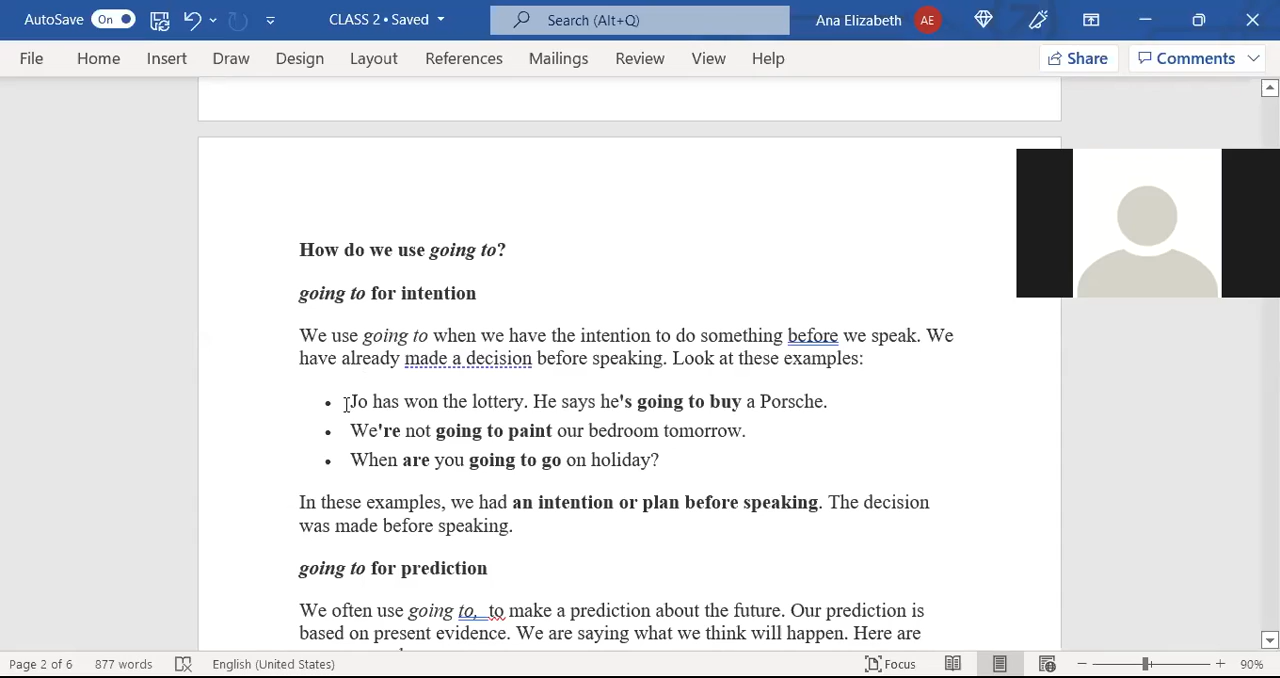 AutoSave On CLASS 2 • Saved Search (Alt+Q) Ana Elizabeth AE
File Home Insert Draw Design Layout References Mailings Review View Help Share Comments
How do we use going to?
going to for intention
We use going to when we have the intention to do something before we speak. We
have already made a decision before speaking. Look at these examples:
• Jo has won the lottery. He says he's going to buy a Porsche.
• We're not going to paint our bedroom tomorrow.
• When are you going to go on holiday?
In these examples, we had an intention or plan before speaking. The decision
was made before speaking.
going to for prediction
We often use going to, to make a prediction about the future. Our prediction is
based on present evidence. We are saying what we think will happen. Here are
Page 2 of 6 877 words English (United States) Focus 90%